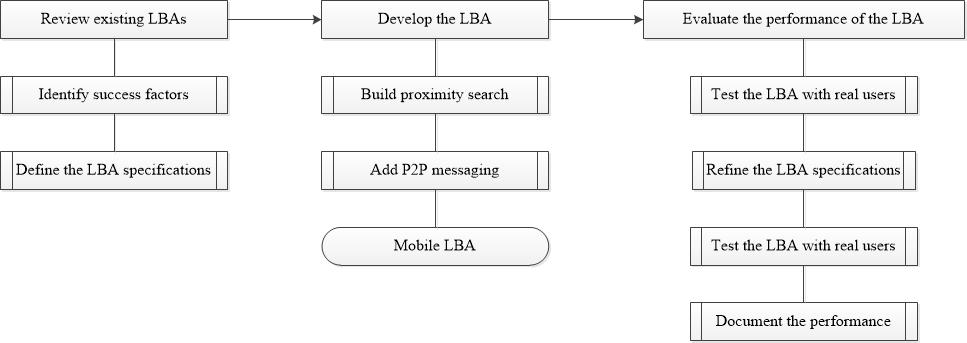 Review existing LBAs
Identify success factors
Define the LBA specifications
Develop the LBA
Build proximity search
Add P2P messaging
Mobile LBA
Evaluate the performance of the LBA
Test the LBA with real users
Refine the LBA specifications
Test the LBA with real users
Document the performance